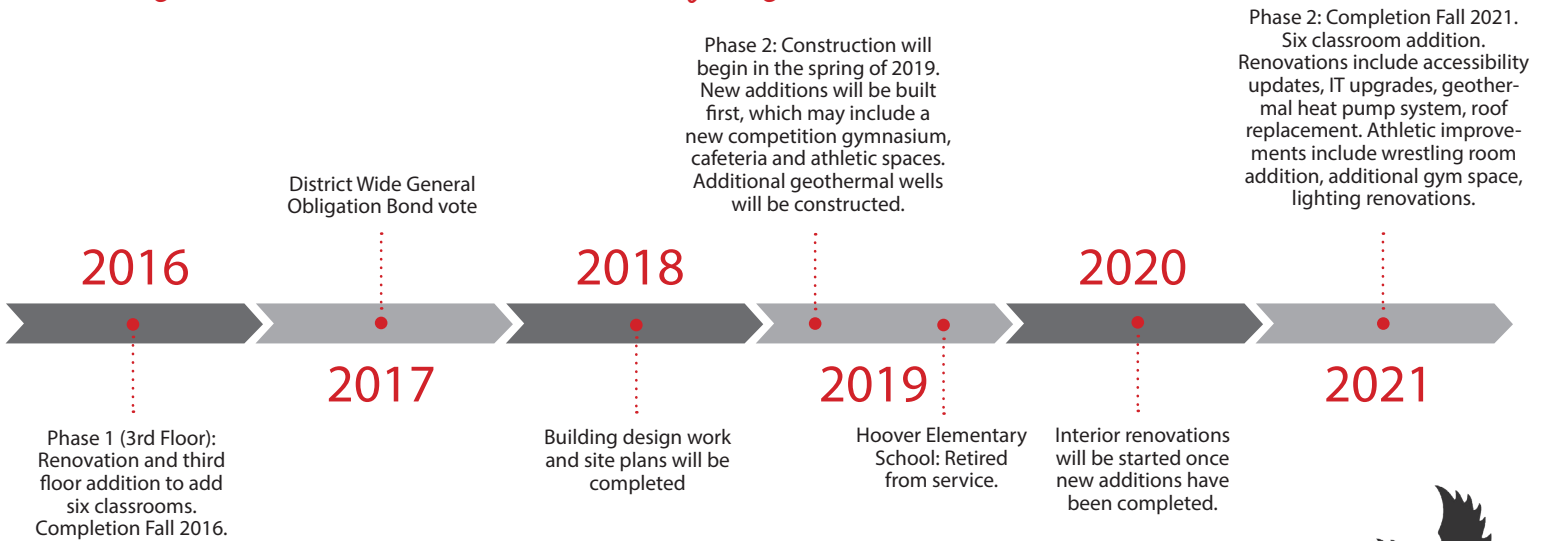 Phase 2: Construction will
begin in the spring of 2019.
New additions will be built
first, which may include a
new competition gymnasium,
cafeteria and athletic spaces.
Additional geothermal wells
will be constructed.
Phase 2: Completion Fall 2021.
Six classroom addition.
Renovations include accessibility
updates, IT upgrades, geother-
mal heat pump system, roof
replacement. Athletic improve-
ments include wrestling room
addition, additional gym space,
lighting renovations.
District Wide General
Obligation Bond vote
2016
2018
2020
2017
2019
2021
Phase 1 (3rd Floor):
Renovation and third
floor addition to add
six classrooms.
Completion Fall 2016.
Building design work
and site plans will be
completed
Hoover Elementary
School: Retired
from service.
Interior renovations
will be started once
new additions have
been completed.